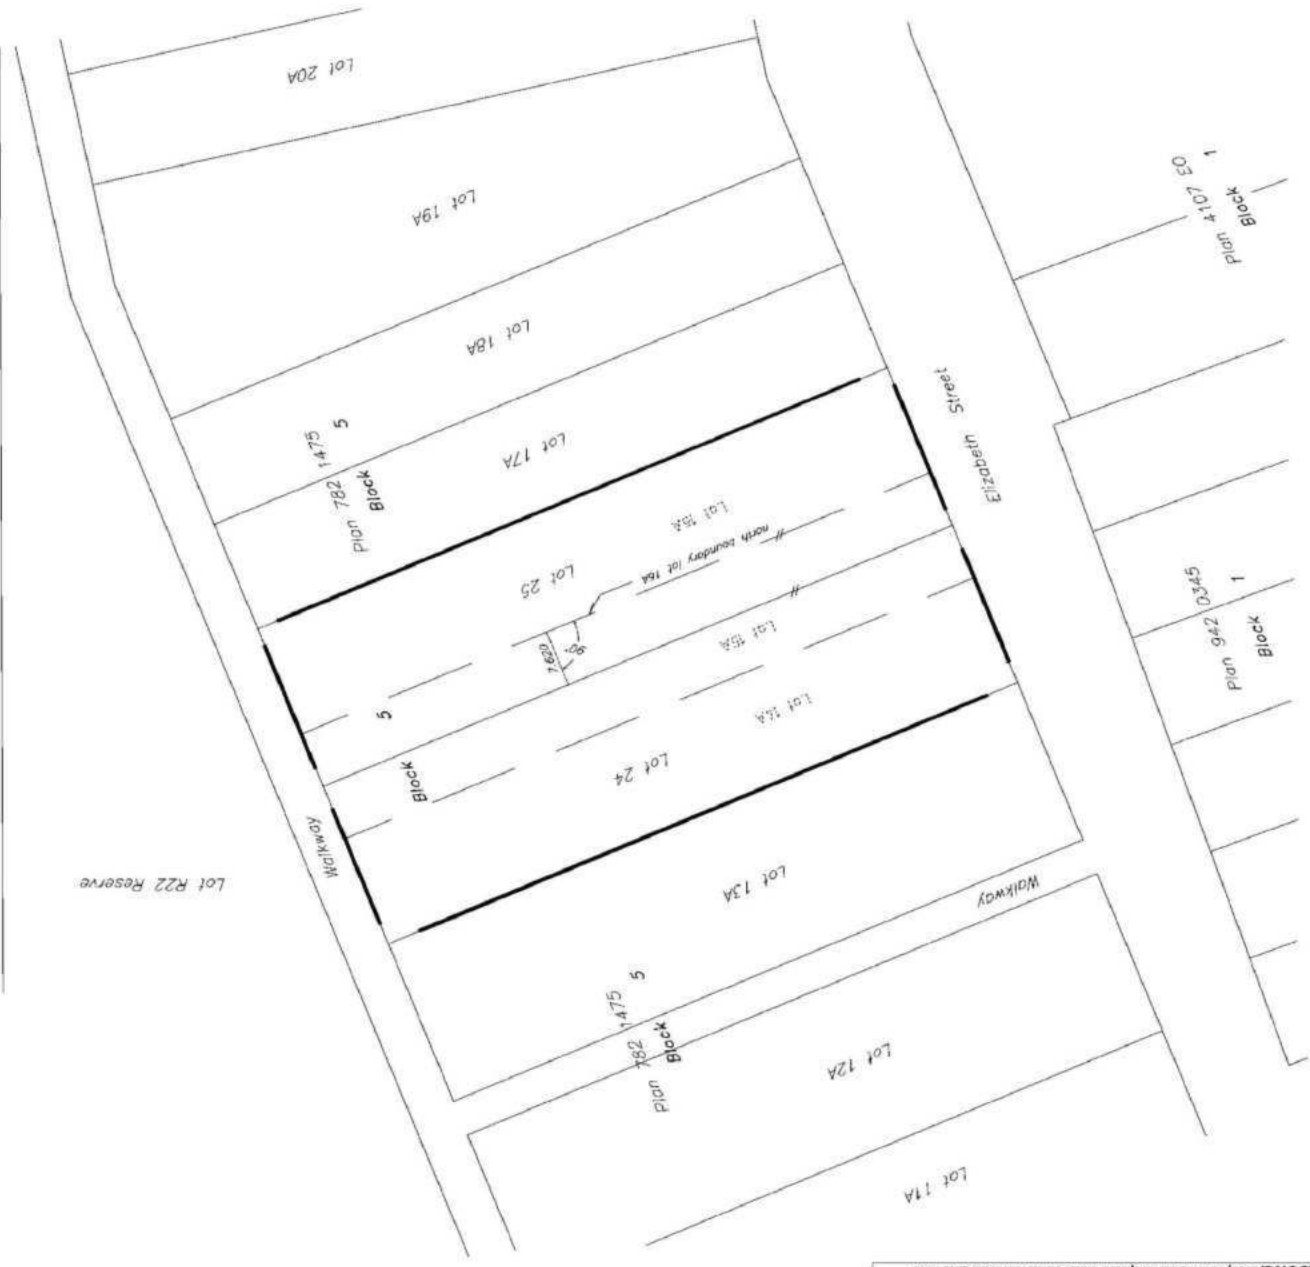 Lot 20A
Lot 19A
Plan 4107 EO
Block 1
Lot 18A
Plan 782 1475
Block 5
Lot 17A
Elizabeth Street
Lot 16A
north boundary lot 16A
Lot 25
7.620
90°
Lot 15A
Plan 942 0345
Block 1
Block 5
Lot 14A
Lot 24
Walkway
Lot R22 Reserve
Lot 13A
Walkway
Plan 782 1475
Block 5
Lot 12A
Lot 11A